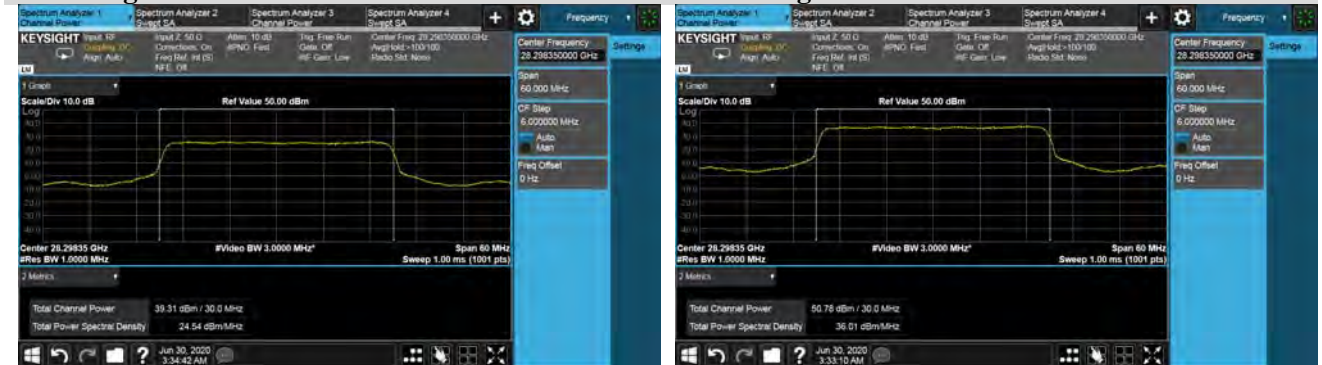 Spectrum Analyzer 1
Channel Power
Spectrum Analyzer 2
Swept SA
Spectrum Analyzer 3
Channel Power
Spectrum Analyzer 4
Swept SA
+
Frequency
KEYSIGHT
Input: RF
Coupling: DC
Align: Auto
Input Z: 50 Ω
Corrections: On
Freq Ref: Int (S)
NFE: Off
Atten: 10 dB
#PNO: Fast
Trig: Free Run
Gate: Off
#IF Gain: Low
Center Freq: 28.298350000 GHz
Avg|Hold:>100/100
Radio Std: None
Center Frequency
28.298350000 GHz
Settings
Span
60.000 MHz
CF Step
6.000000 MHz
Auto
Man
Freq Offset
0 Hz
1 Graph
Scale/Div 10.0 dB
Ref Value 50.00 dBm
Log
Center 28.29835 GHz
#Video BW 3.0000 MHz*
Span 60 MHz
#Res BW 1.0000 MHz
Sweep 1.00 ms (1001 pts)
2 Metrics
Total Channel Power 39.31 dBm / 30.0 MHz
Total Power Spectral Density 24.54 dBm/MHz
Jun 30, 2020
3:34:42 AM
Spectrum Analyzer 1
Channel Power
Spectrum Analyzer 2
Swept SA
Spectrum Analyzer 3
Channel Power
Spectrum Analyzer 4
Swept SA
+
Frequency
KEYSIGHT
Input: RF
Coupling: DC
Align: Auto
Input Z: 50 Ω
Corrections: On
Freq Ref: Int (S)
NFE: Off
Atten: 10 dB
#PNO: Fast
Trig: Free Run
Gate: Off
#IF Gain: Low
Center Freq: 28.298350000 GHz
Avg|Hold:>100/100
Radio Std: None
Center Frequency
28.298350000 GHz
Settings
Span
60.000 MHz
CF Step
6.000000 MHz
Auto
Man
Freq Offset
0 Hz
1 Graph
Scale/Div 10.0 dB
Ref Value 50.00 dBm
Log
Center 28.29835 GHz
#Video BW 3.0000 MHz*
Span 60 MHz
#Res BW 1.0000 MHz
Sweep 1.00 ms (1001 pts)
2 Metrics
Total Channel Power 50.78 dBm / 30.0 MHz
Total Power Spectral Density 36.01 dBm/MHz
Jun 30, 2020
3:33:10 AM